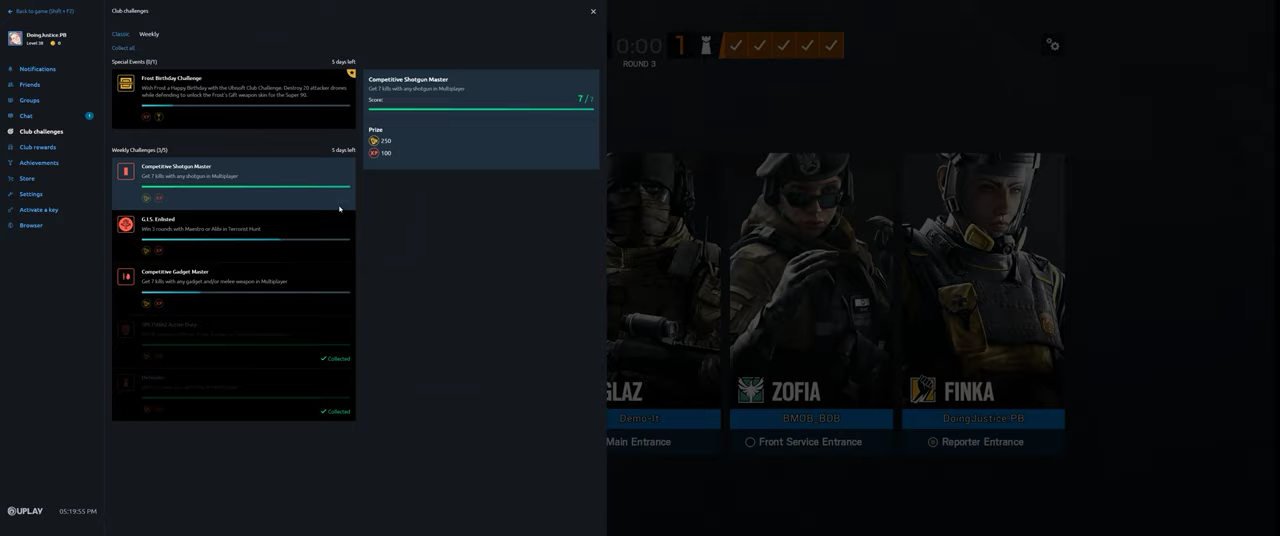 Back to game (Shift + F2)
Club challenges
DoingJustice.PB
Level 38
0
Classic
Weekly
Collect all
Special Events (0/1)
5 days left
Notifications
Friends
Groups
Chat
1
Club challenges
Club rewards
Achievements
Store
Settings
Activate a key
Browser
Frost Birthday Challenge
Wish Frost a Happy Birthday with the Ubisoft Club Challenge. Destroy 20 attacker drones
while defending to unlock the Frost's Gift weapon skin for the Super 90.
XP
Weekly Challenges (3/5)
5 days left
Competitive Shotgun Master
Get 7 kills with any shotgun in Multiplayer
XP
G.I.S. Enlisted
Win 3 rounds with Maestro or Alibi in Terrorist Hunt.
XP
Competitive Gadget Master
Get 7 kills with any gadget and/or melee weapon in Multiplayer
XP
Collected
Collected
Competitive Shotgun Master
Get 7 kills with any shotgun in Multiplayer
Score:
7 / 7
Prize
250
XP 100
0:00
1
ROUND 3
GLAZ
ZOFIA
FINKA
Demo-It
BMOB_BDB
DoingJustice.PB
Main Entrance
Front Service Entrance
Reporter Entrance
UPLAY
05:19:55 PM